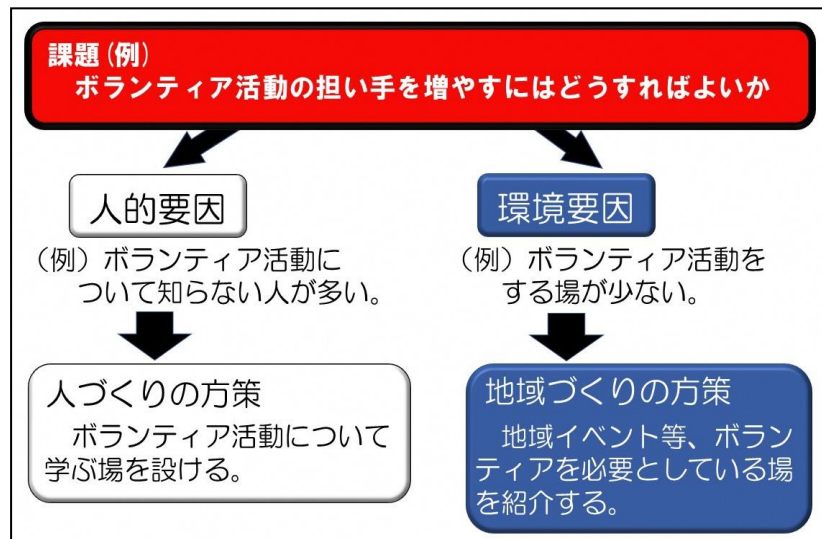 課題(例)
ボランティア活動の担い手を増やすにはどうすればよいか
人的要因
(例)ボランティア活動に
ついて知らない人が多い。
人づくりの方策
ボランティア活動について
学ぶ場を設ける。
環境要因
(例)ボランティア活動を
する場が少ない。
地域づくりの方策
地域イベント等、ボラン
ティアを必要としている場
を紹介する。